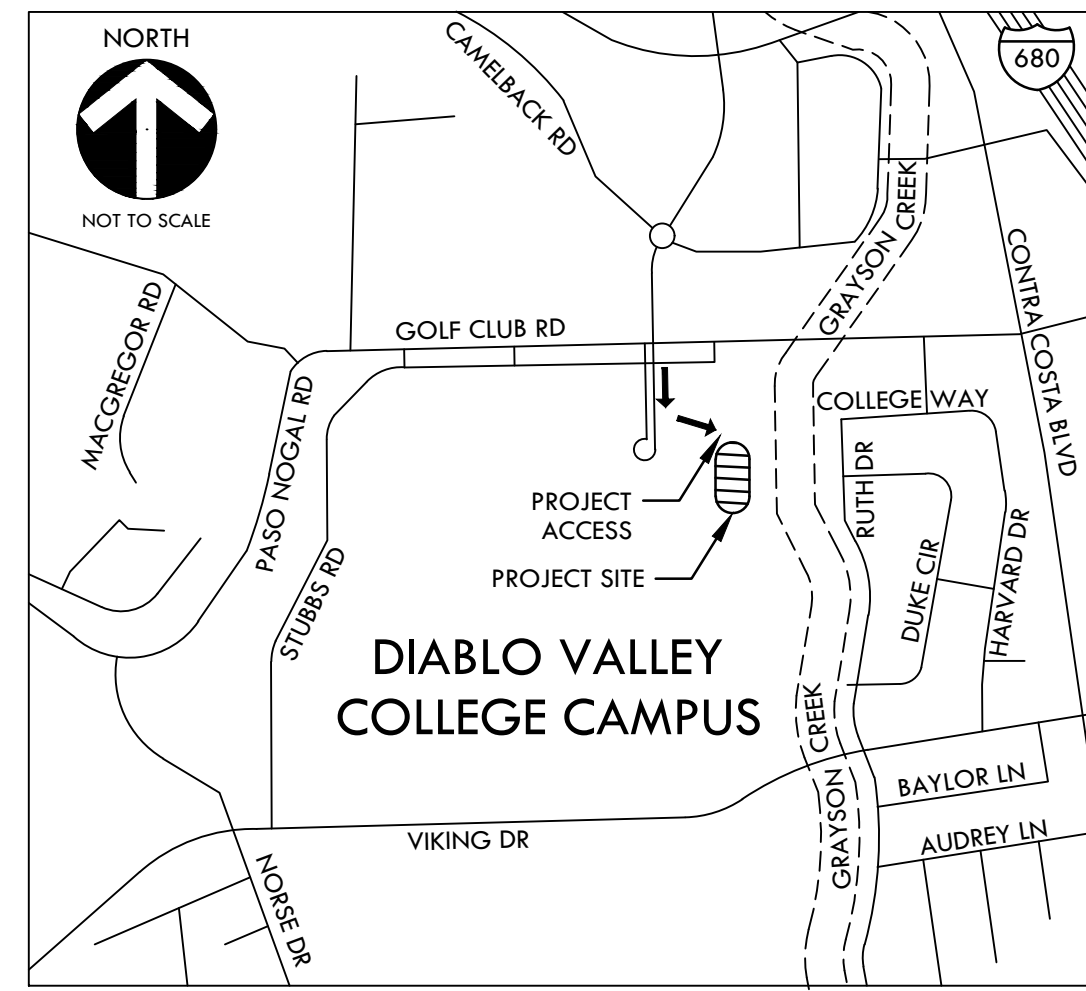 NORTH
NOT TO SCALE
CAMELBACK RD
680
GRAYSON CREEK
CONTRA COSTA BLVD
MACGREGOR RD
GOLF CLUB RD
PASO NOGAL RD
COLLEGE WAY
RUTH DR
PROJECT
ACCESS
PROJECT SITE
STUBBS RD
DUKE CIR
HARVARD DR
DIABLO VALLEY
COLLEGE CAMPUS
GRAYSON CREEK
BAYLOR LN
AUDREY LN
VIKING DR
NORSE DR